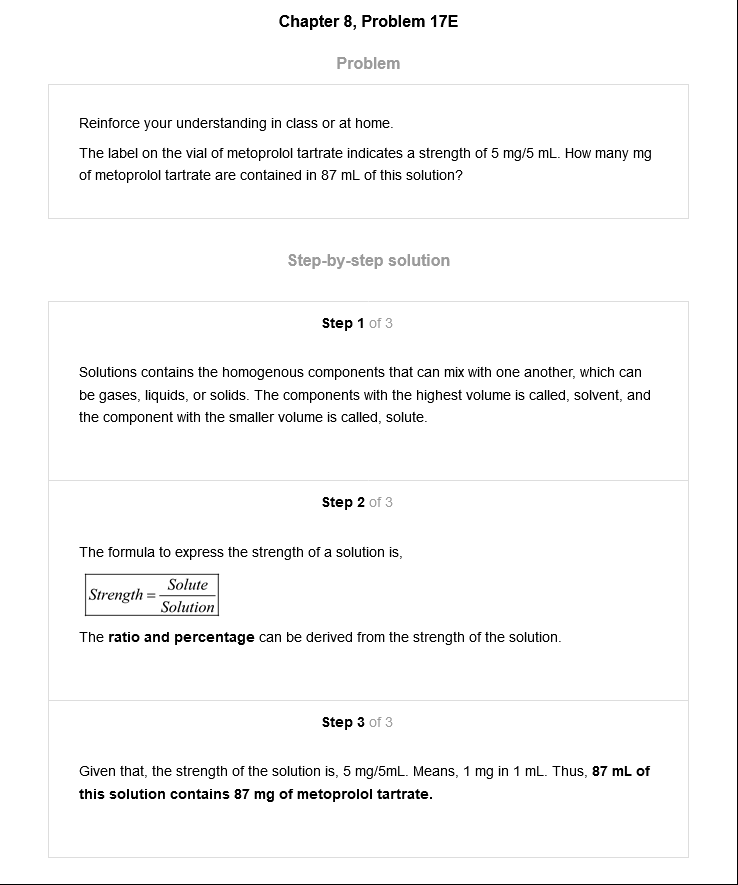 Chapter 8, Problem 17E
Problem
Reinforce your understanding in class or at home.
The label on the vial of metoprolol tartrate indicates a strength of 5 mg/5 mL. How many mg
of metoprolol tartrate are contained in 87 mL of this solution?
Step-by-step solution
Step 1 of 3
Solutions contains the homogenous components that can mix with one another, which can
be gases, liquids, or solids. The components with the highest volume is called, solvent, and
the component with the smaller volume is called, solute.
Step 2 of 3
The formula to express the strength of a solution is,
Strength = Solute
Solution
The ratio and percentage can be derived from the strength of the solution.
Step 3 of 3
Given that, the strength of the solution is, 5 mg/5mL. Means, 1 mg in 1 mL. Thus, 87 mL of
this solution contains 87 mg of metoprolol tartrate.